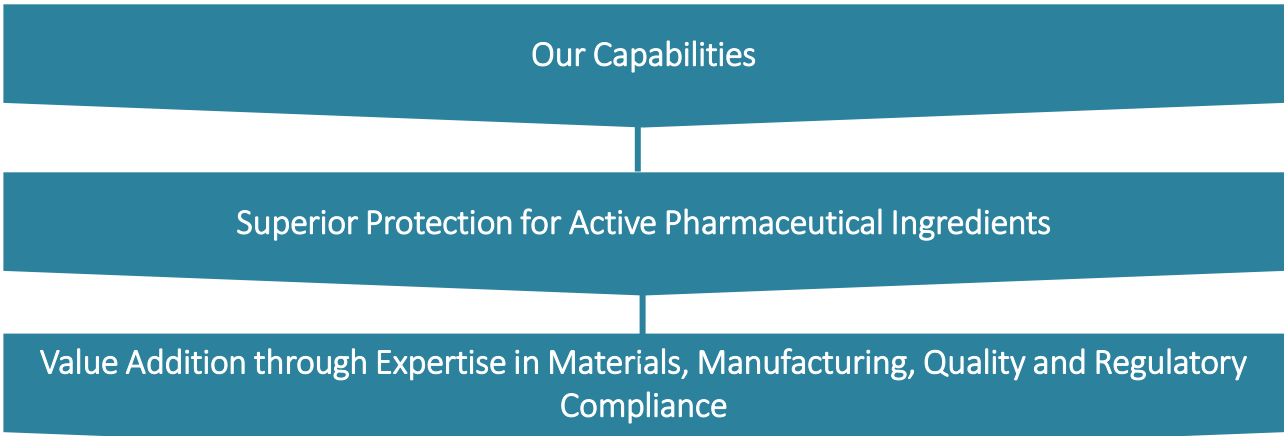 Our Capabilities
Superior Protection for Active Pharmaceutical Ingredients
Value Addition through Expertise in Materials, Manufacturing, Quality and Regulatory
Compliance